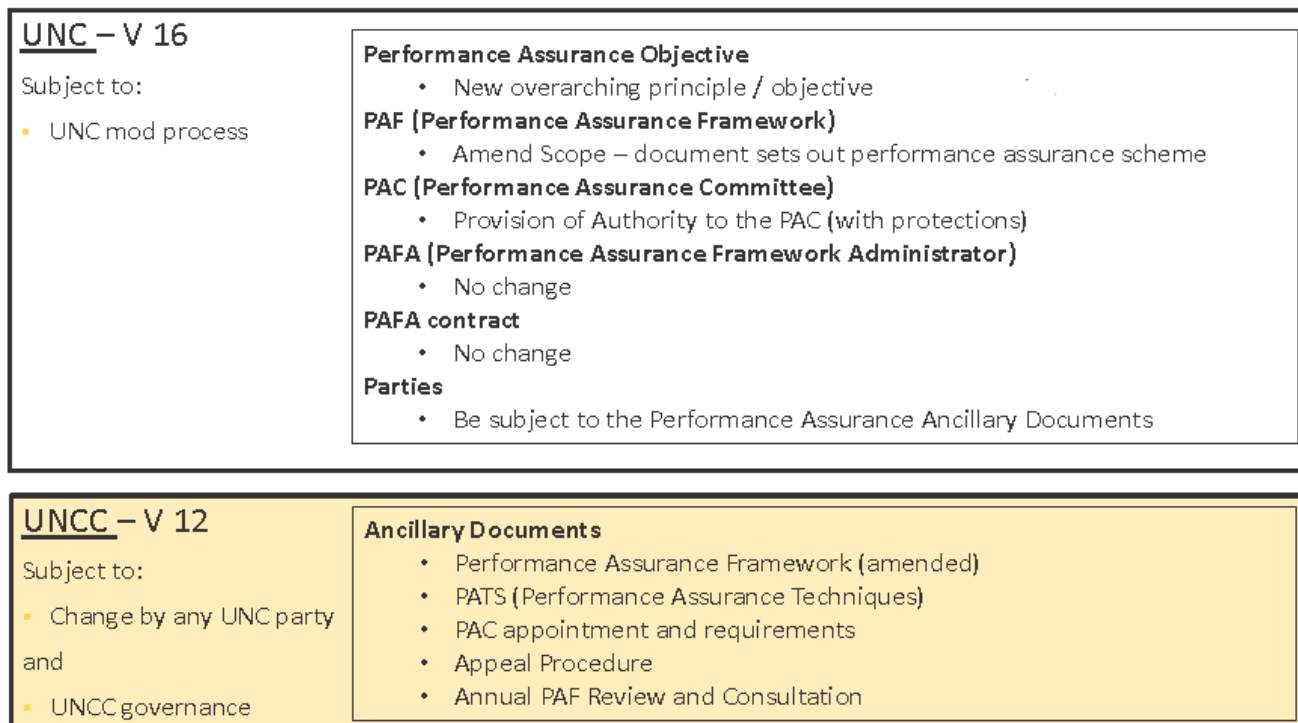 UNC – V 16
Subject to:
▪ UNC mod process
Performance Assurance Objective
• New overarching principle / objective
PAF (Performance Assurance Framework)
• Amend Scope – document sets out performance assurance scheme
PAC (Performance Assurance Committee)
• Provision of Authority to the PAC (with protections)
PAFA (Performance Assurance Framework Administrator)
• No change
PAFA contract
• No change
Parties
• Be subject to the Performance Assurance Ancillary Documents
UNCC – V 12
Subject to:
▪ Change by any UNC party
and
▪ UNCC governance
Ancillary Documents
• Performance Assurance Framework (amended)
• PATS (Performance Assurance Techniques)
• PAC appointment and requirements
• Appeal Procedure
• Annual PAF Review and Consultation